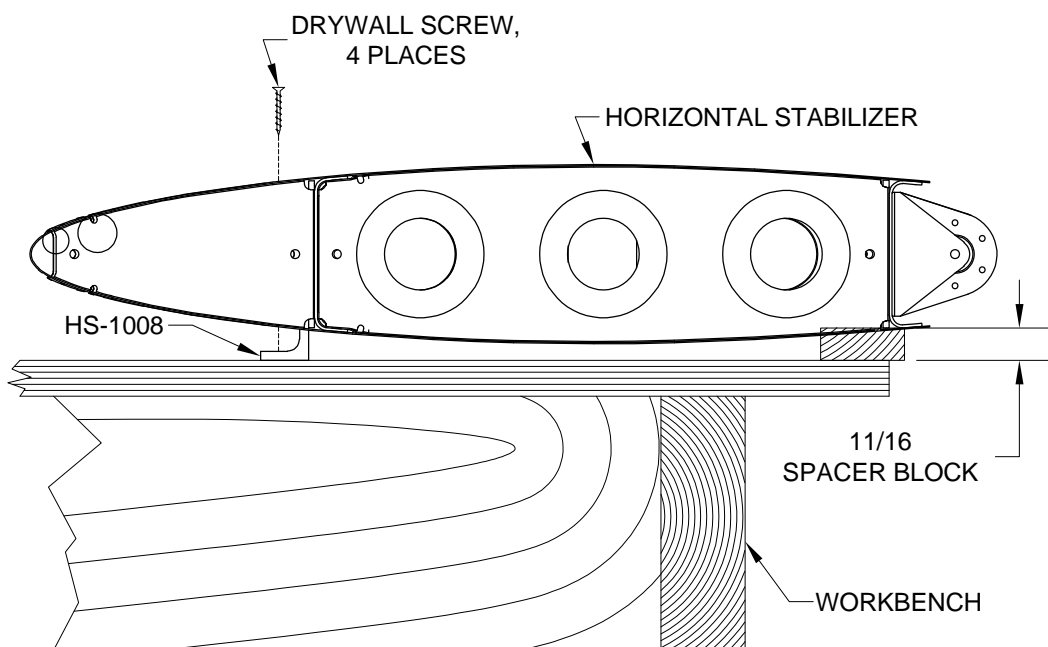 DRYWALL SCREW,
4 PLACES
HORIZONTAL STABILIZER
HS-1008
11/16
SPACER BLOCK
WORKBENCH